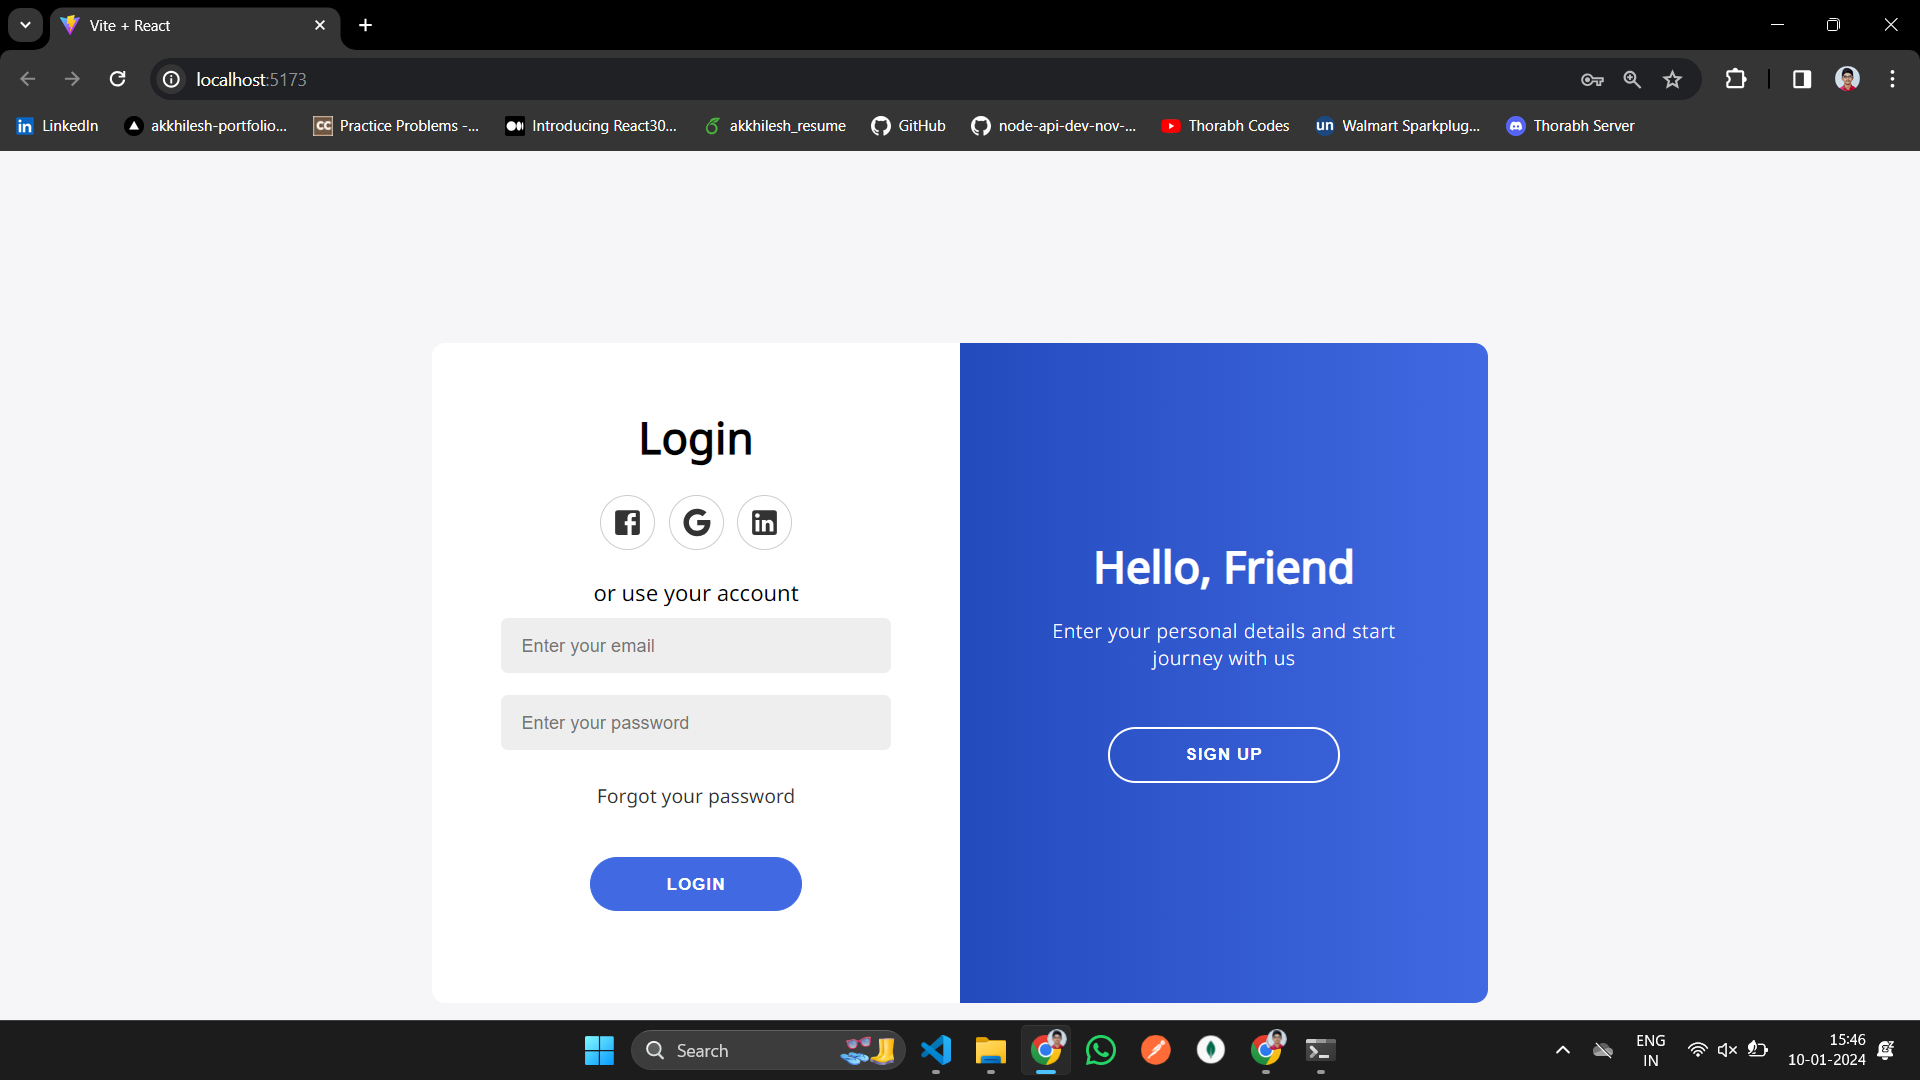 Vite + React
localhost:5173
LinkedIn
akkhilesh-portfolio...
CC Practice Problems -...
Introducing React30...
akkhilesh_resume
GitHub
node-api-dev-nov-...
Thorabh Codes
un Walmart Sparkplug...
Thorabh Server
Login
or use your account
Enter your email
Enter your password
Forgot your password
LOGIN
Hello, Friend
Enter your personal details and start
journey with us
SIGN UP
Search
ENG
IN
15:46
10-01-2024